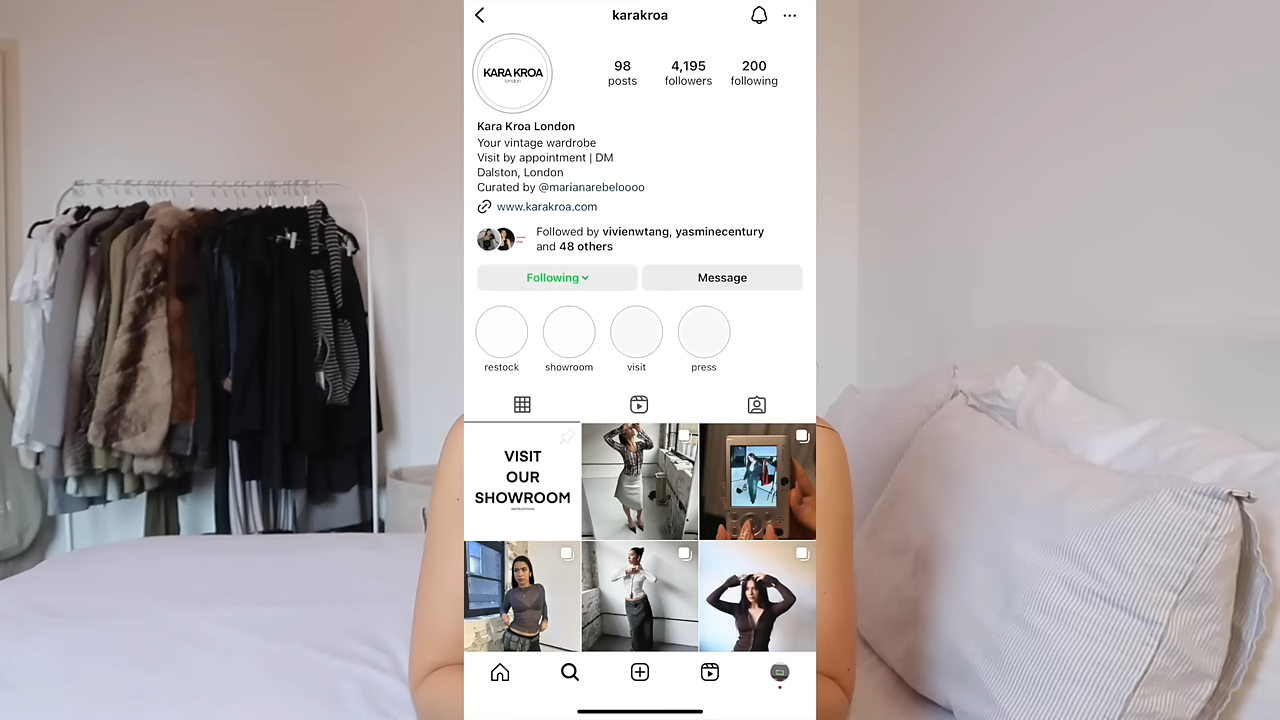 karakroa
KARA KROA
london
98
posts
4,195
followers
200
following
Kara Kroa London
Your vintage wardrobe
Visit by appointment | DM
Dalston, London
Curated by @marianarebeloooo
www.karakroa.com
Followed by vivienwtang, yasminecentury
and 48 others
Following
Message
restock
showroom
visit
press
VISIT
OUR
SHOWROOM